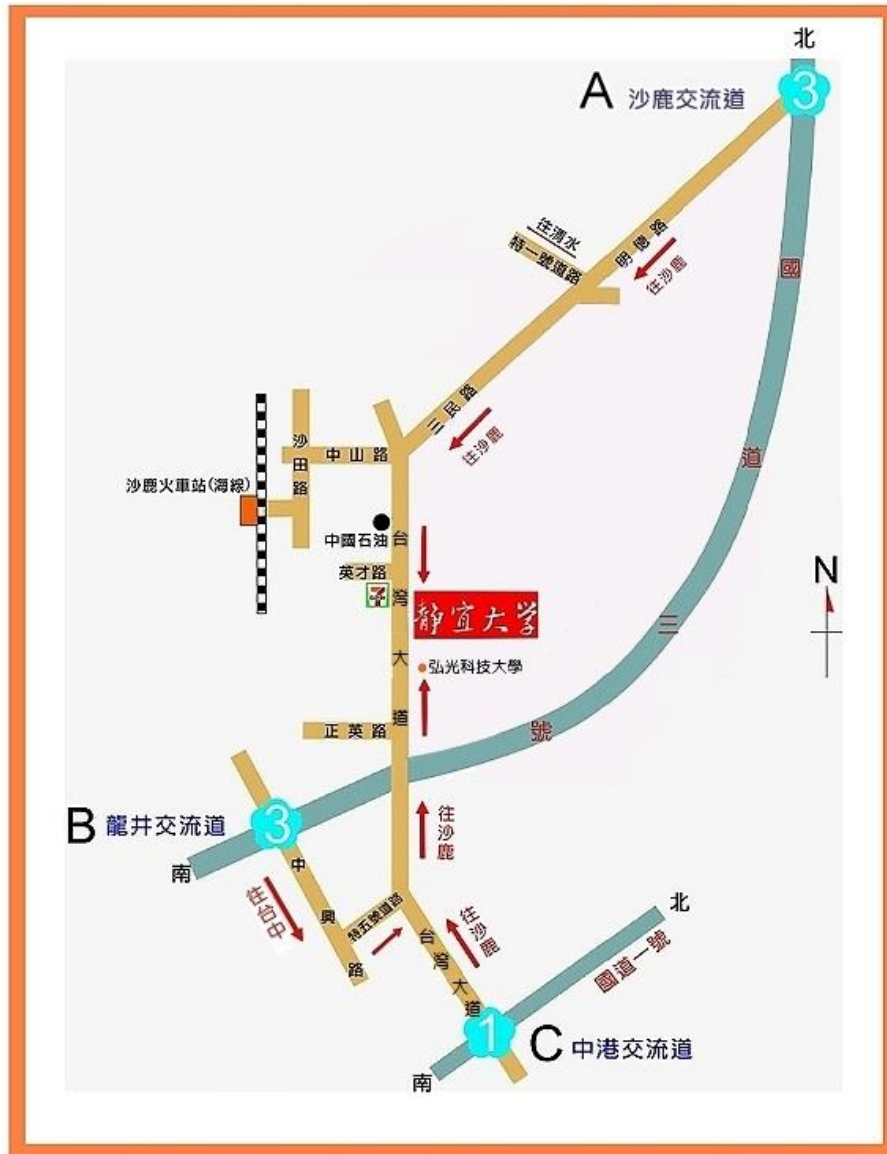 北
A 沙鹿交流道
3
往清水
特一號道路
明德路
往沙鹿
國道三號
三民路
往沙鹿
沙田路
中山路
沙鹿火車站(海線)
中國石油
台灣大道
英才路
7
靜宜大学
N
弘光科技大學
正英路
B 龍井交流道
3
南
往沙鹿
中興路
往台中
特五號道路
往沙鹿
台灣大道
北
國道一號
1
C 中港交流道
南